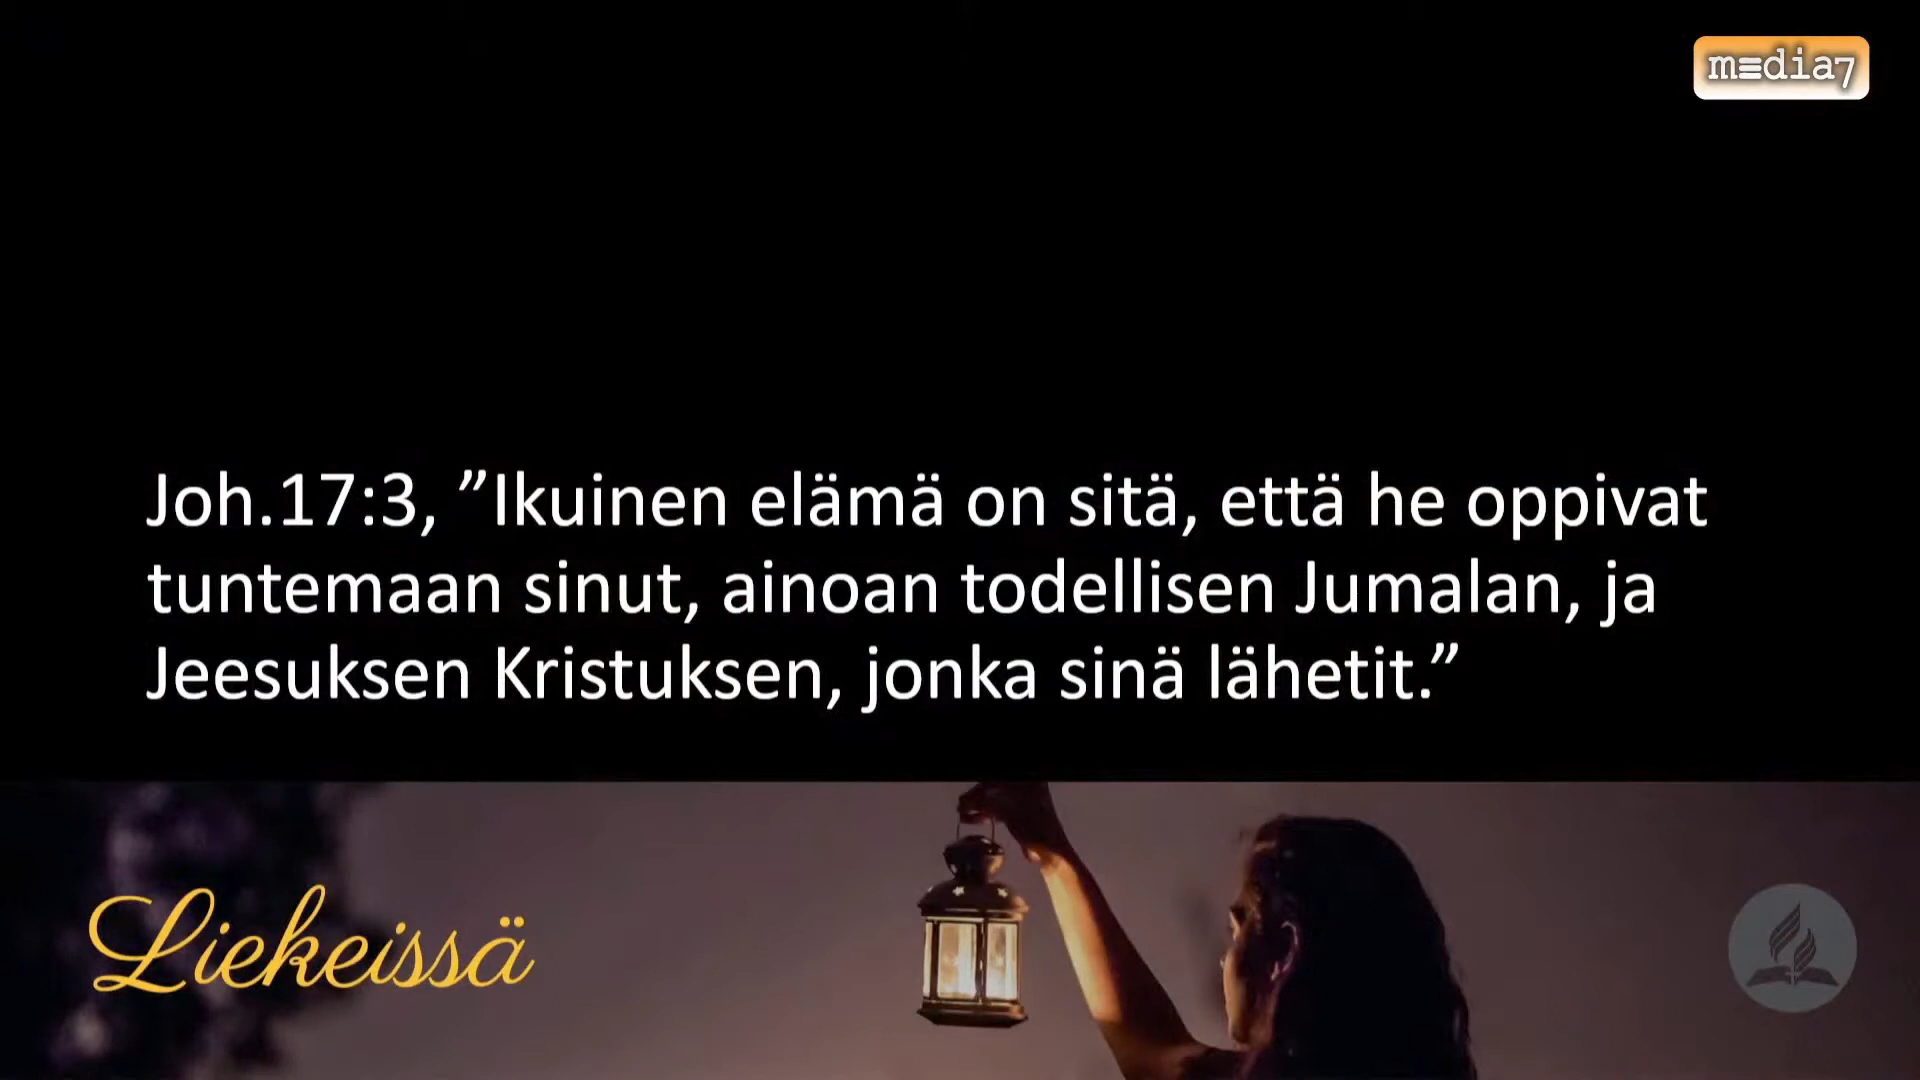 media7
Joh.17:3, ”Ikuinen elämä on sitä, että he oppivat
tuntemaan sinut, ainoan todellisen Jumalan, ja
Jeesuksen Kristuksen, jonka sinä lähetit.”
Liekeissä